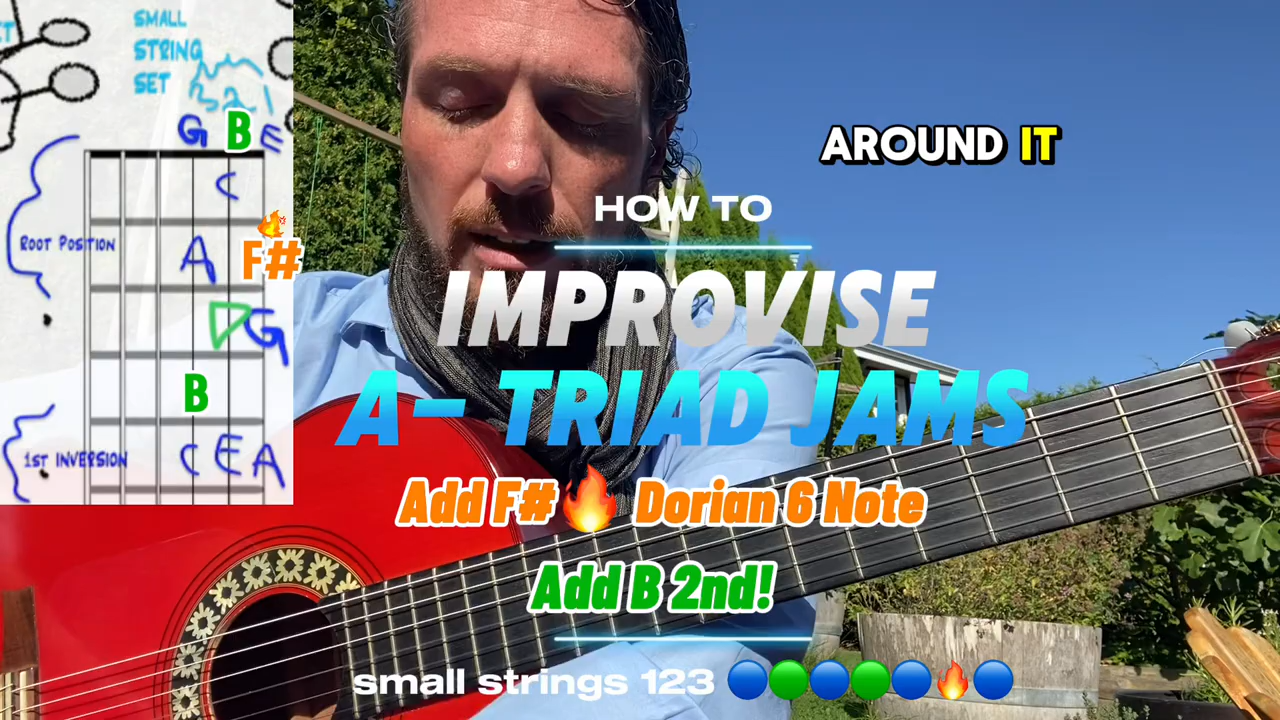 SMALL
STRING
SET
3 2 1
G B E
C
ROOT POSITION
A F#
G
B
1ST INVERSION
C E A
AROUND IT
HOW TO
IMPROVISE
A- TRIAD JAMS
Add F#🔥 Dorian 6 Note
Add B 2nd!
small strings 123 🔵🟢🔵🟢🔵🔥🔵